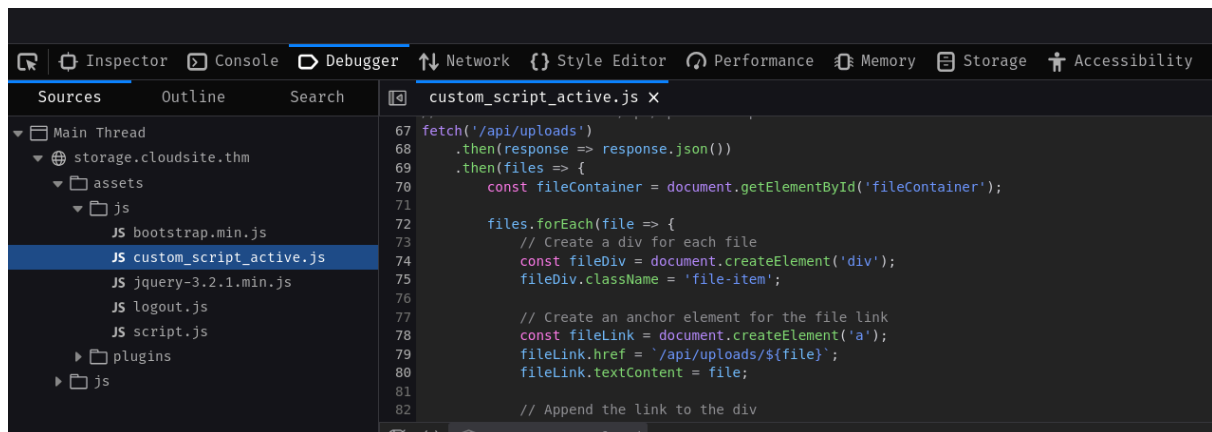 Inspector Console Debugger Network {} Style Editor Performance Memory Storage Accessibility
Sources Outline Search
Main Thread
storage.cloudsite.thm
assets
js
JS bootstrap.min.js
JS custom_script_active.js
JS jquery-3.2.1.min.js
JS logout.js
JS script.js
plugins
js
custom_script_active.js
67 fetch('/api/uploads')
68 .then(response => response.json())
69 .then(files => {
70 const fileContainer = document.getElementById('fileContainer');
71
72 files.forEach(file => {
73 // Create a div for each file
74 const fileDiv = document.createElement('div');
75 fileDiv.className = 'file-item';
76
77 // Create an anchor element for the file link
78 const fileLink = document.createElement('a');
79 fileLink.href = `/api/uploads/${file}`;
80 fileLink.textContent = file;
81
82 // Append the link to the div